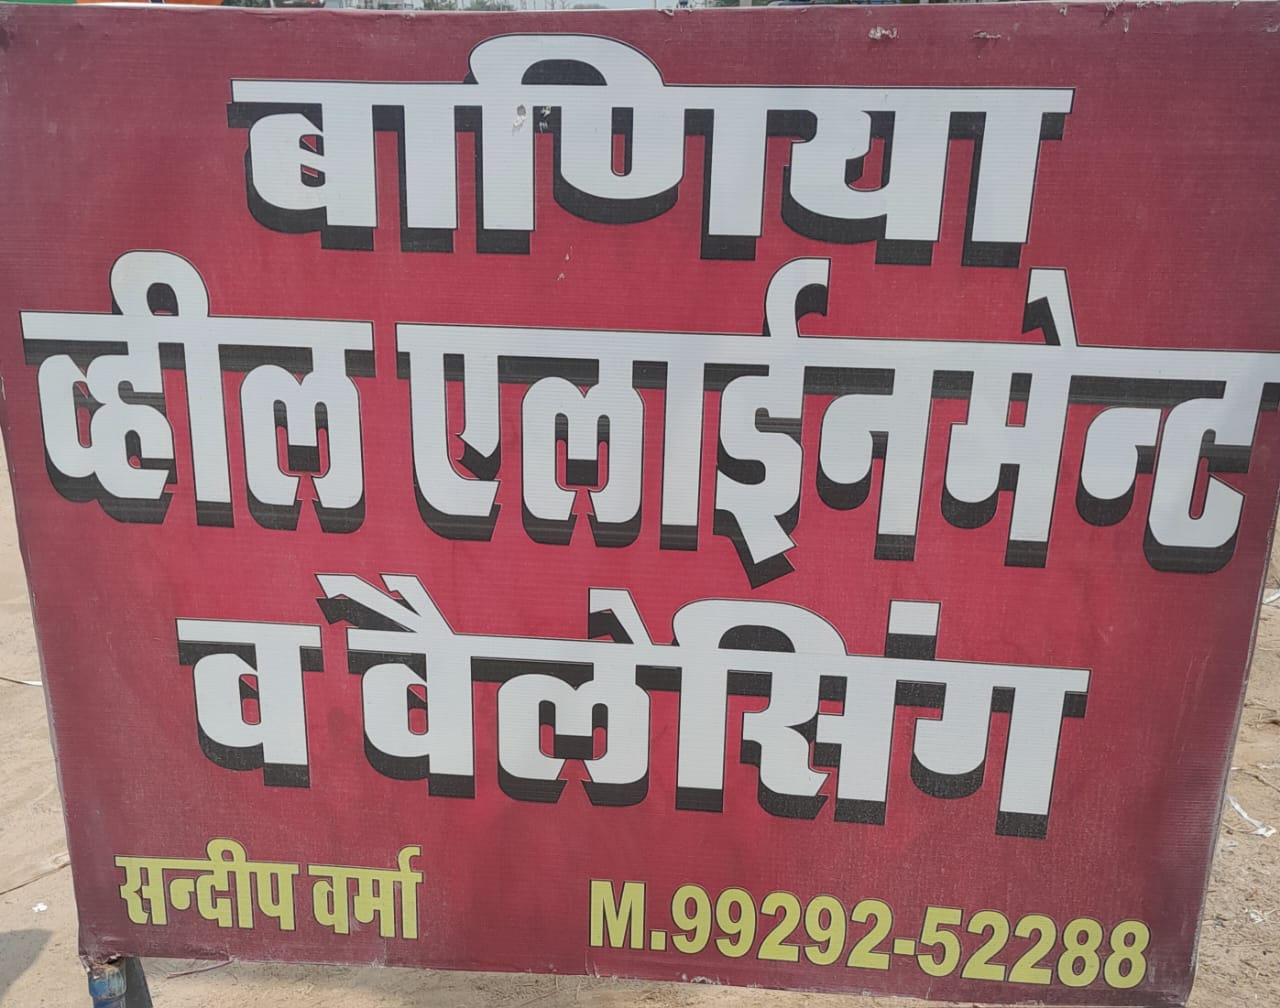 बाणिया
व्हील एलाईनमेन्ट
व वैलेसिंग
सन्दीप वर्मा M.99292-52288